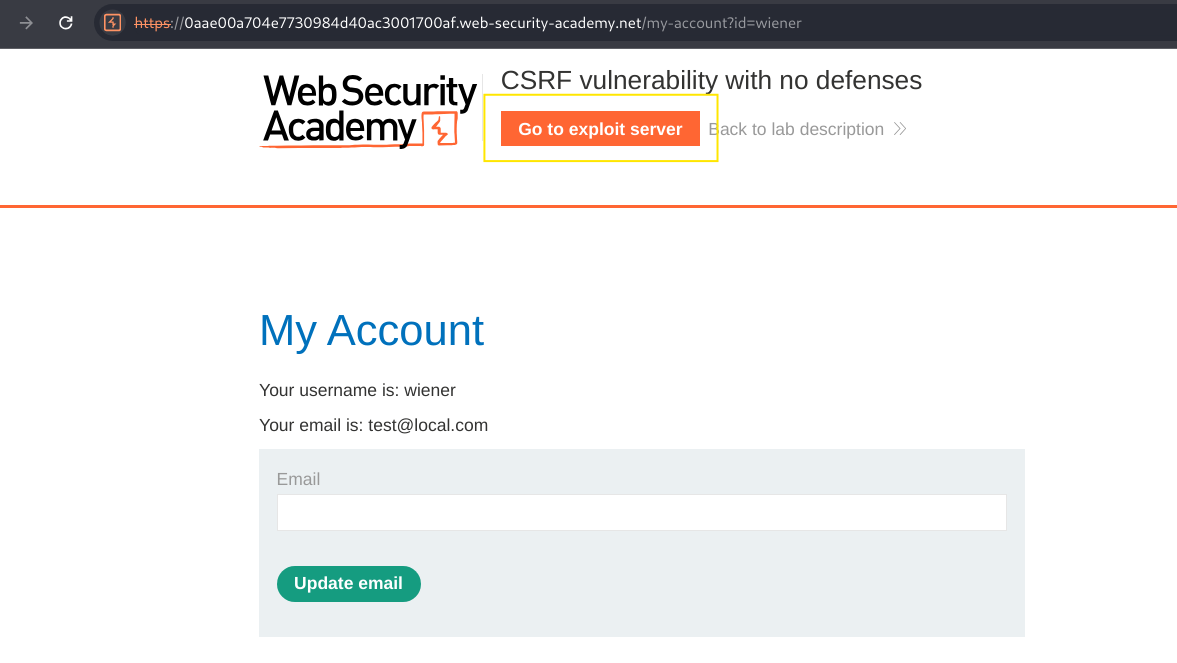 https://0aae00a704e7730984d40ac3001700af.web-security-academy.net/my-account?id=wiener
Web Security
Academy
CSRF vulnerability with no defenses
Go to exploit server
Back to lab description
My Account
Your username is: wiener
Your email is: test@local.com
Email
Update email